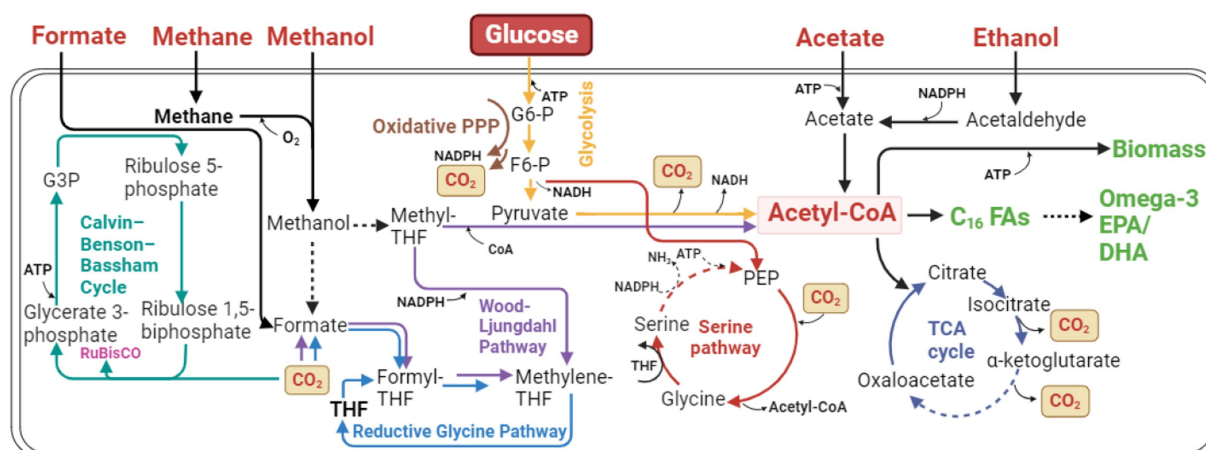 Formate
Methane
Methanol
Glucose
Acetate
Ethanol
Methane
O₂
ATP
G6-P
Oxidative PPP
Glycolysis
NADPH
CO₂
F6-P
NADH
Pyruvate
CO₂
NADH
ATP
NADPH
Acetate
Acetaldehyde
ATP
Biomass
Acetyl-CoA
C₁₆ FAs
Omega-3
EPA/
DHA
Ribulose 5-
phosphate
G3P
Calvin–
Benson–
Bassham
Cycle
ATP
Glycerate 3-
phosphate
Ribulose 1,5-
biphosphate
RuBisCO
Methanol
Methyl-
THF
CoA
NADPH
Wood-
Ljungdahl
Pathway
Formate
CO₂
Formyl-
THF
Methylene-
THF
THF
Reductive Glycine Pathway
NH₃
ATP
NADPH
PEP
CO₂
Serine
Serine
pathway
THF
Glycine
Acetyl-CoA
Citrate
Isocitrate
CO₂
TCA
cycle
α-ketoglutarate
Oxaloacetate
CO₂